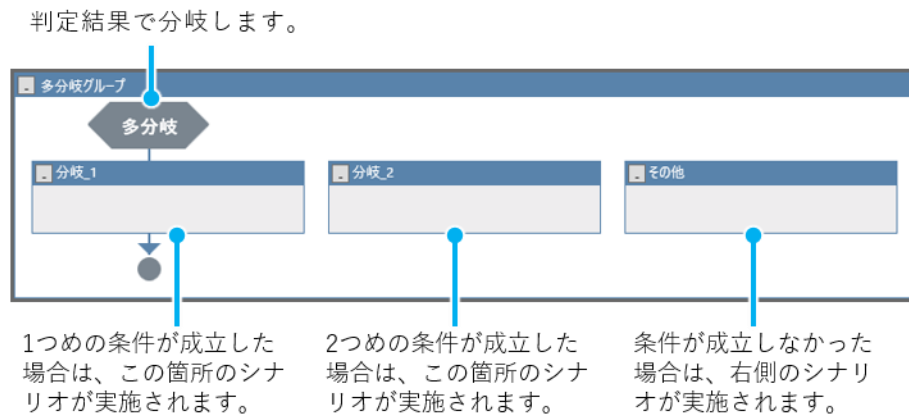 判定結果で分岐します。
多分岐グループ
多分岐
分岐_1
分岐_2
その他
1つめの条件が成立した
場合は、この箇所のシナ
リオが実施されます。
2つめの条件が成立した
場合は、この箇所のシナ
リオが実施されます。
条件が成立しなかった
場合は、右側のシナリ
オが実施されます。